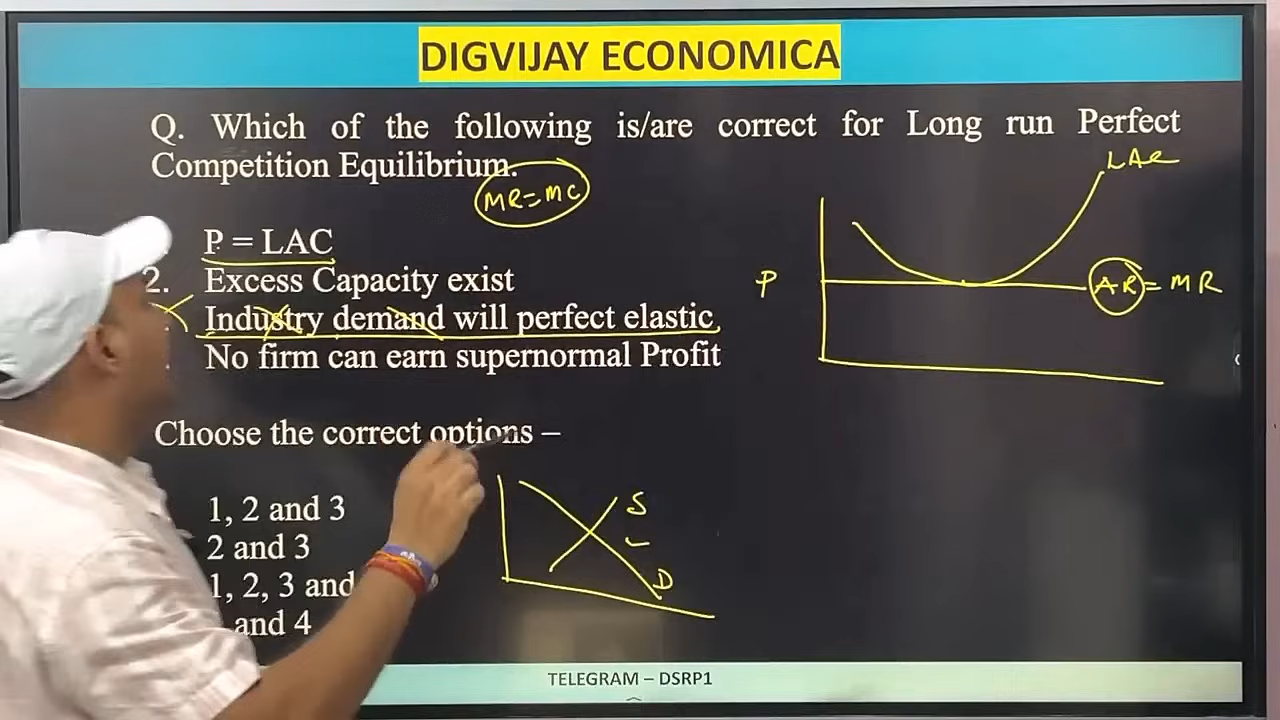 DIGVIJAY ECONOMICA
Q. Which of the following is/are correct for Long run Perfect
Competition Equilibrium.
MR=MC
LAC
P = LAC
2. Excess Capacity exist
P
AR = MR
Industry demand will perfect elastic
No firm can earn supernormal Profit
Choose the correct options –
1, 2 and 3
S
2 and 3
1, 2, 3 and
D
and 4
TELEGRAM – DSRP1